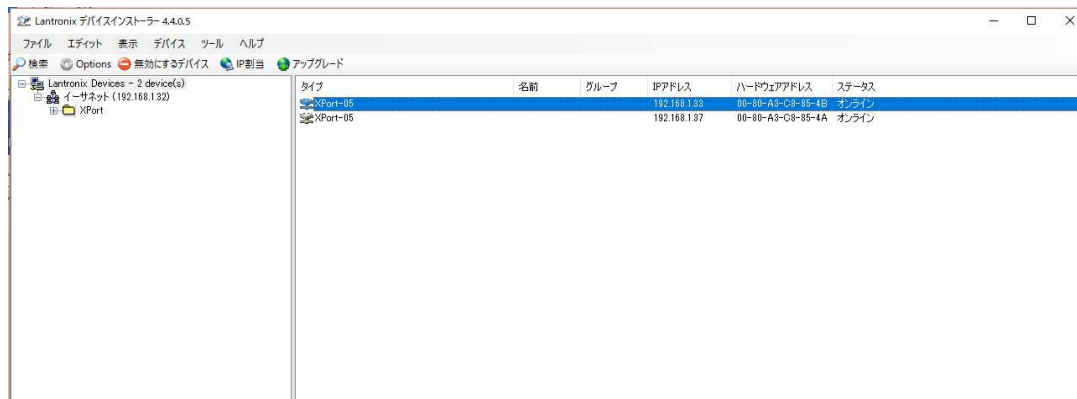 Lantronix デバイスインストーラー 4.4.0.5
ファイル エディット 表示 デバイス ツール ヘルプ
検索 Options 無効にするデバイス IP割当 アップグレード
Lantronix Devices - 2 device(s)
イーサネット (192.168.1.32)
XPort
タイプ 名前 グループ IPアドレス ハードウェアアドレス ステータス
XPort-05 192.168.1.33 00-80-A3-C8-85-4B オンライン
XPort-05 192.168.1.37 00-80-A3-C8-85-4A オンライン